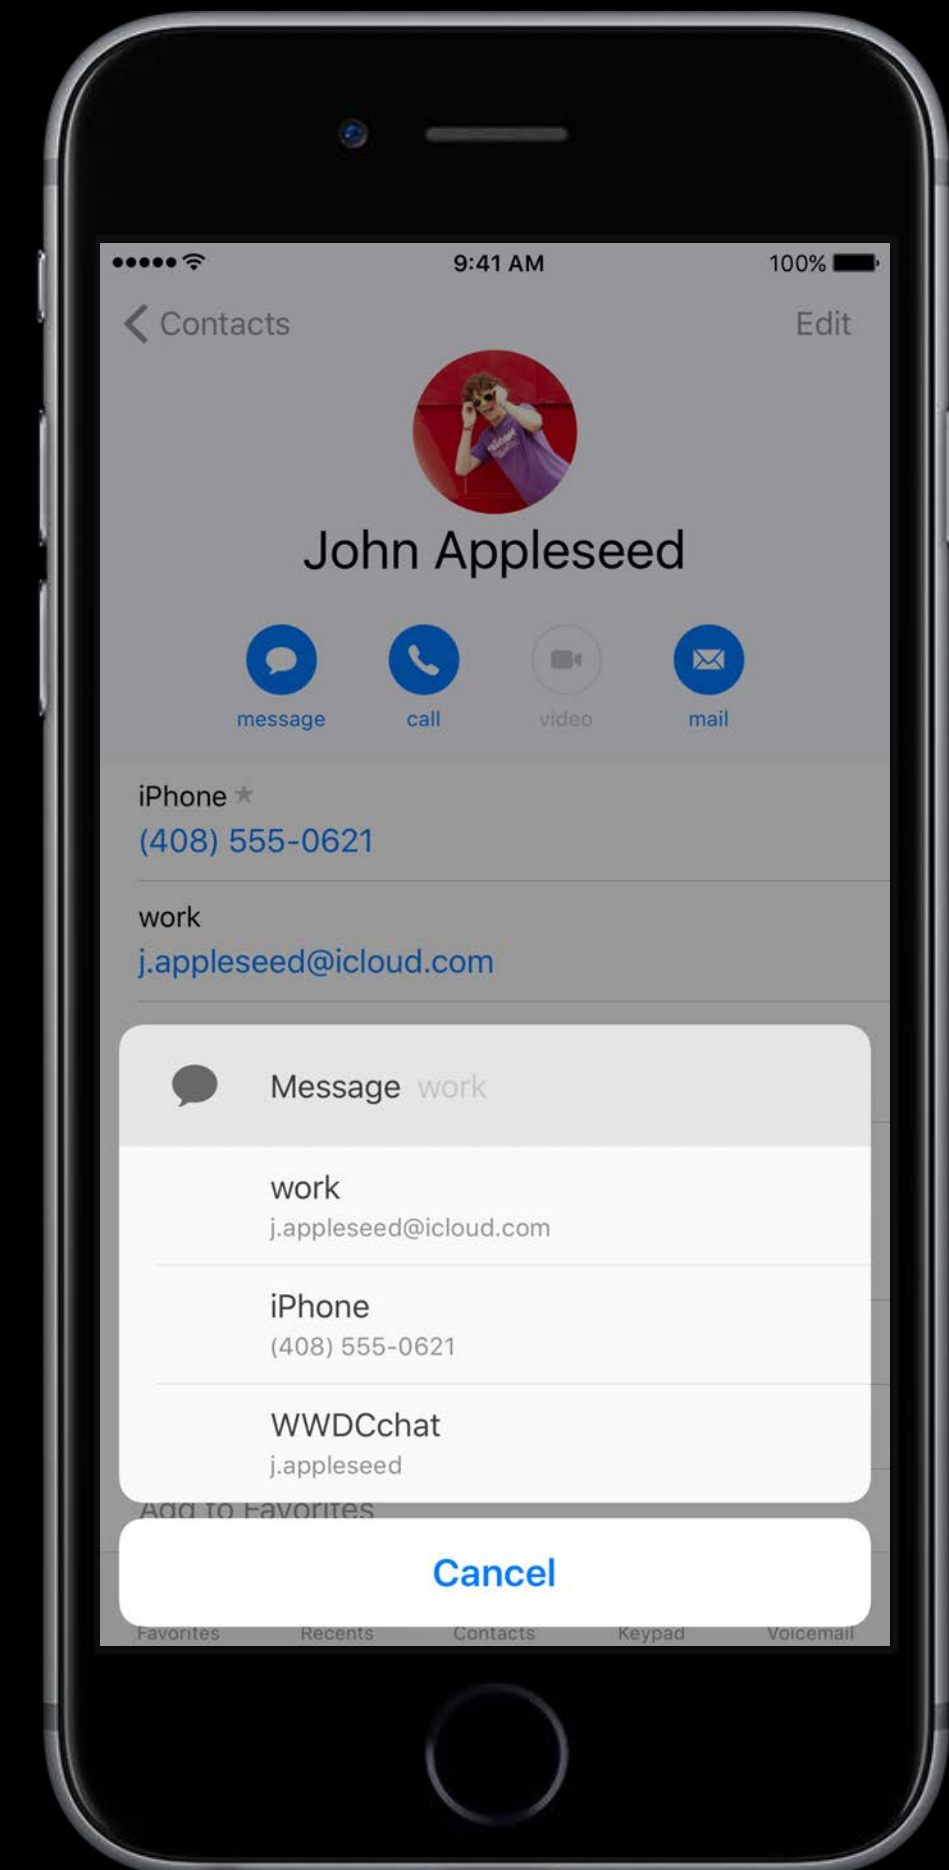 9:41 AM 100%
Contacts Edit
John Appleseed
message call video mail
iPhone
(408) 555-0621
work
j.appleseed@icloud.com
Message work
work
j.appleseed@icloud.com
iPhone
(408) 555-0621
WWDCchat
j.appleseed
Add to Favorites
Cancel
Favorites Recents Contacts Keypad Voicemail